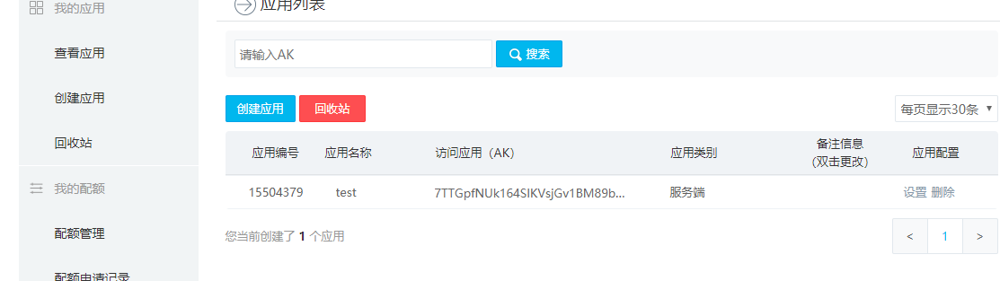 我的应用
查看应用
创建应用
回收站
我的配额
配额管理
配额申请记录
应用列表
请输入AK
搜索
创建应用 回收站
每页显示30条
应用编号 应用名称 访问应用（AK） 应用类别 备注信息 (双击更改) 应用配置
15504379 test 7TTGpfNUk164SIKVsjGv1BM89b... 服务端 设置 删除
您当前创建了 1 个应用
< 1 >